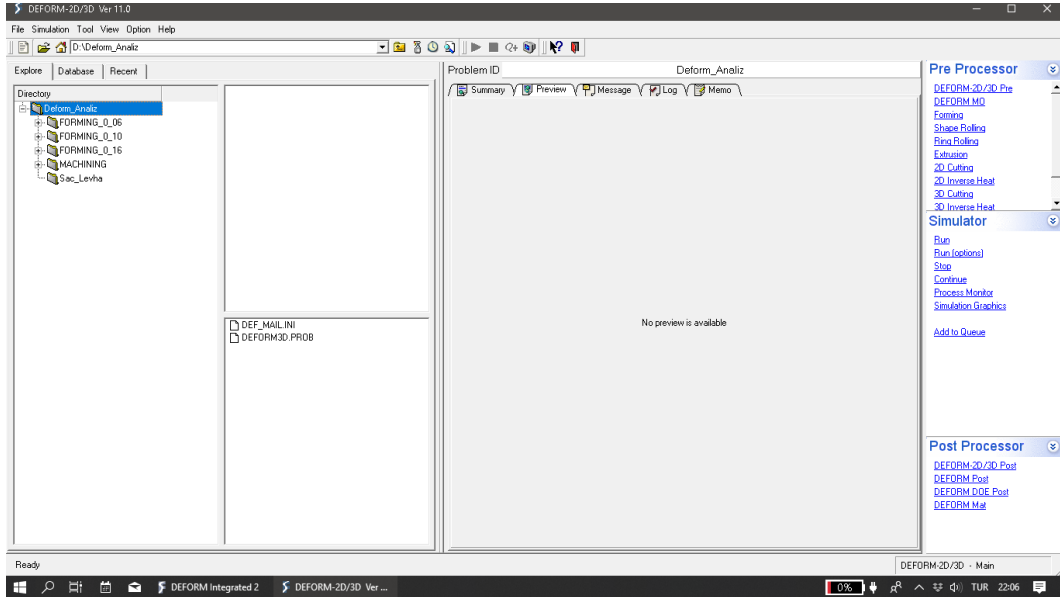 DEFORM-2D/3D Ver 11.0
File Simulation Tool View Option Help
D:\Deform_Analiz
Explore Database Recent
Problem ID Deform_Analiz
Summary Preview Message Log Memo
Directory
Deform_Analiz
FORMING_0_06
FORMING_0_10
FORMING_0_16
MACHINING
Sac_Levha
DEF_MAIL.INI
DEFORM3D.PROB
No preview is available
Pre Processor
DEFORM-2D/3D Pre
DEFORM MO
Forming
Shape Rolling
Ring Rolling
Extrusion
2D Cutting
2D Inverse Heat
3D Cutting
3D Inverse Heat
Simulator
Run
Run (options)
Stop
Continue
Process Monitor
Simulation Graphics
Add to Queue
Post Processor
DEFORM-2D/3D Post
DEFORM Post
DEFORM DOE Post
DEFORM Mat
Ready
DEFORM-2D/3D - Main
DEFORM Integrated 2
DEFORM-2D/3D Ver ...
0%
TUR 22:06